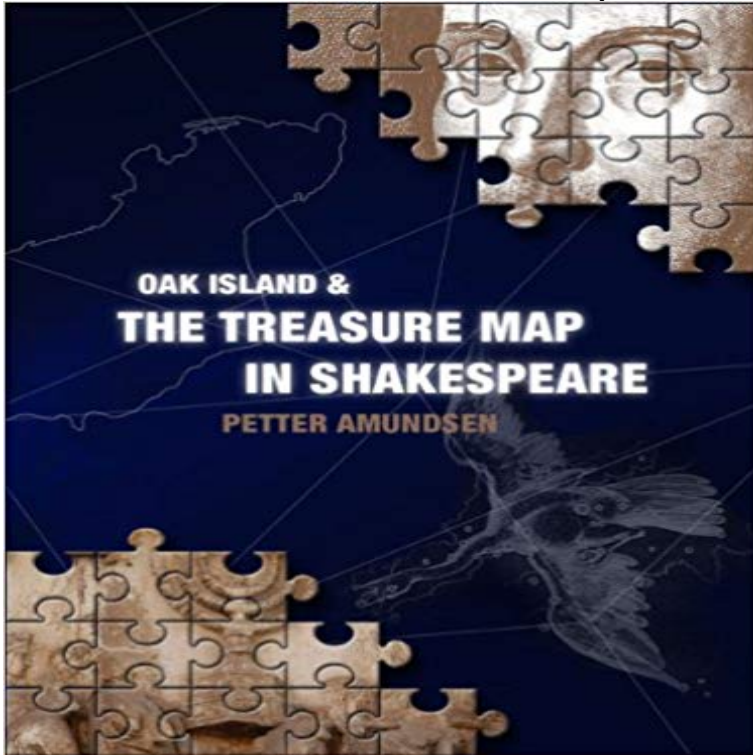 OAK ISLAND &
THE TREASURE MAP
IN SHAKESPEARE
PETTER AMUNDSEN